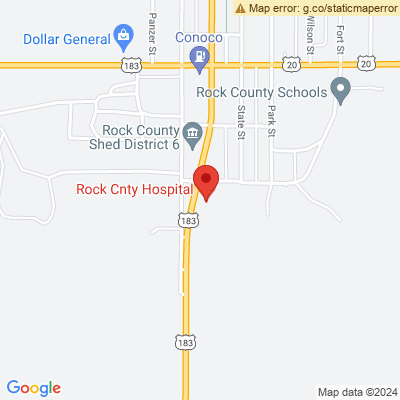 Map error: g.co/staticmaperror
Panzer St
Wilson St
Fort St
Dollar General
Conoco
183
20
20
Rock County Schools
State St
Park St
Rock County
Shed District 6
Rock Cnty Hospital
183
183
Google
Map data ©2024